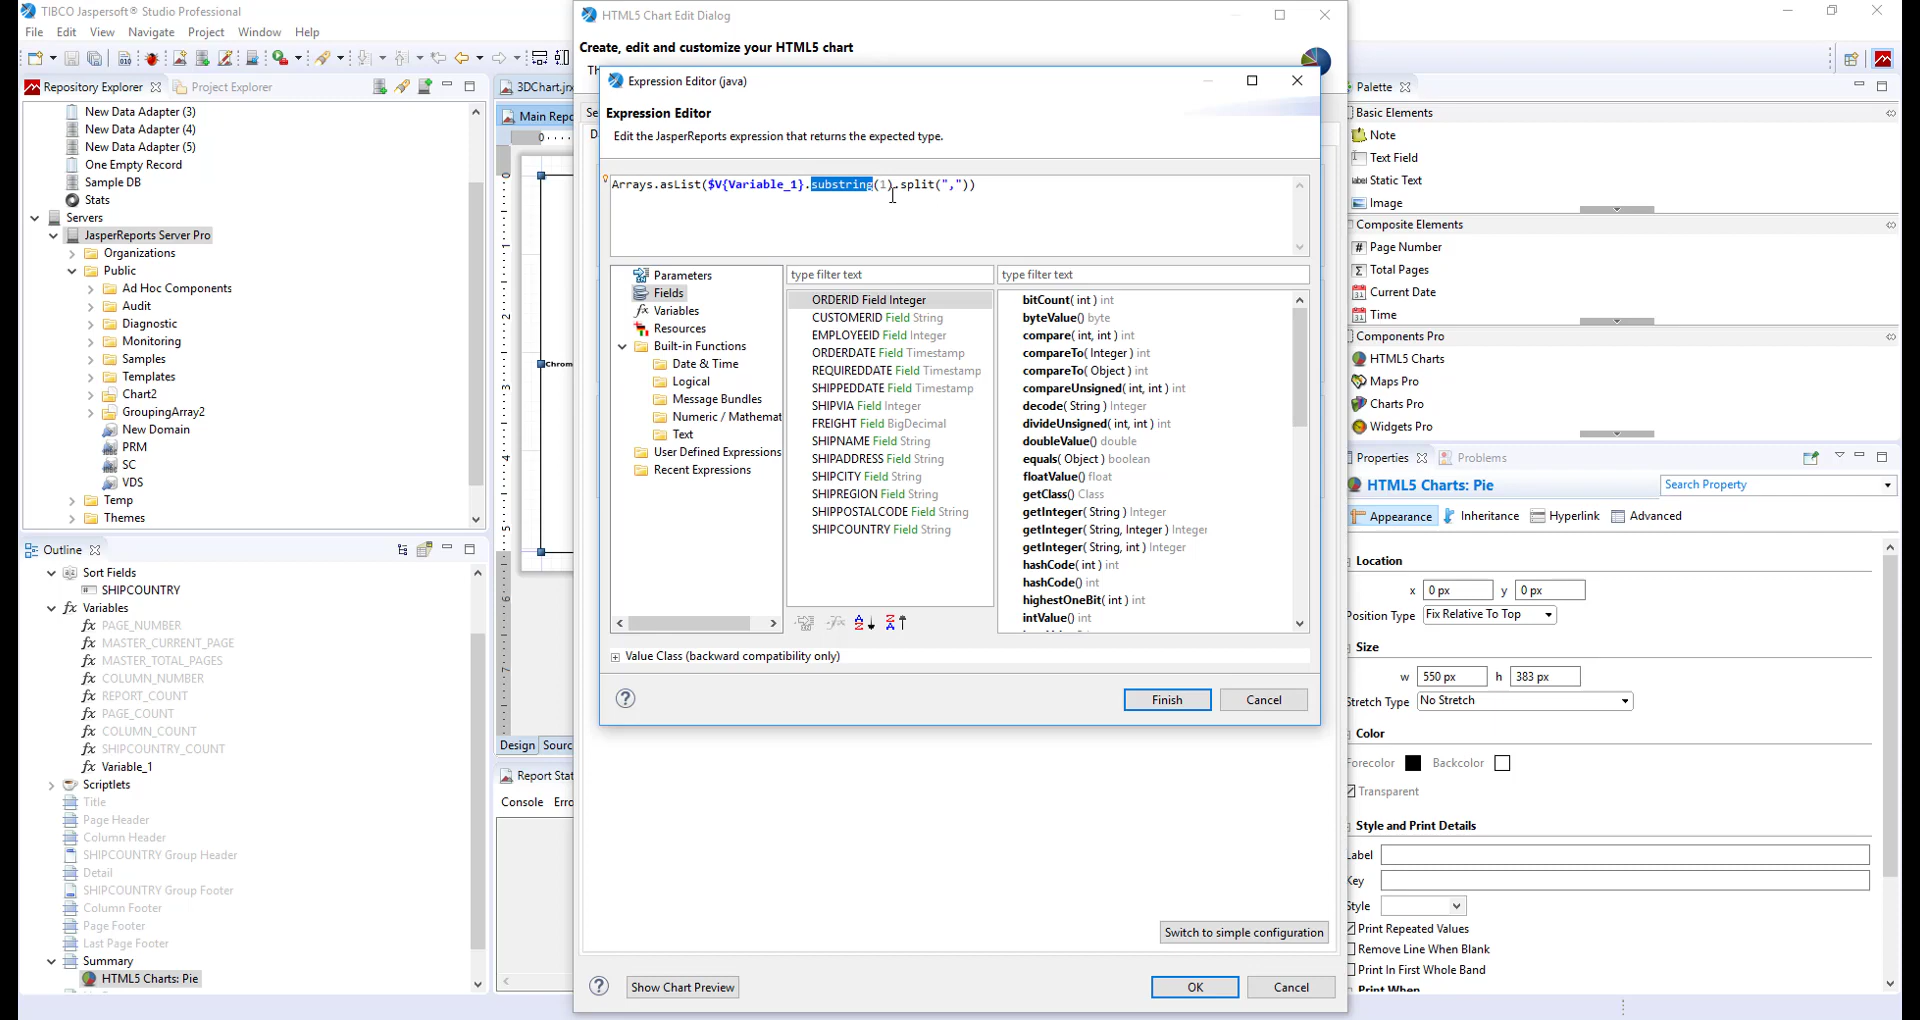 TIBCO Jaspersoft® Studio Professional
File Edit View Navigate Project Window Help
Repository Explorer
Project Explorer
New Data Adapter (3)
New Data Adapter (4)
New Data Adapter (5)
One Empty Record
Sample DB
Stats
Servers
JasperReports Server Pro
Organizations
Public
Ad Hoc Components
Audit
Diagnostic
Monitoring
Samples
Templates
Chart2
GroupingArray2
New Domain
PRM
SC
VDS
Temp
Themes
Outline
Sort Fields
SHIPCOUNTRY
Variables
PAGE_NUMBER
MASTER_CURRENT_PAGE
MASTER_TOTAL_PAGES
COLUMN_NUMBER
REPORT_COUNT
PAGE_COUNT
COLUMN_COUNT
SHIPCOUNTRY_COUNT
Variable_1
Scriptlets
Title
Page Header
Column Header
SHIPCOUNTRY Group Header
Detail
SHIPCOUNTRY Group Footer
Column Footer
Page Footer
Last Page Footer
Summary
HTML5 Charts: Pie
3DChart.jr
Main Repo
Chrom
Design Sourc
Report Stat
Console Erro
HTML5 Chart Edit Dialog
Create, edit and customize your HTML5 chart
Th
Se
D
Expression Editor (java)
Expression Editor
Edit the JasperReports expression that returns the expected type.
Arrays.asList($V{Variable_1}.substring(1).split(","))
Parameters
Fields
Variables
Resources
Built-in Functions
Date & Time
Logical
Message Bundles
Numeric / Mathemat
Text
User Defined Expressions
Recent Expressions
type filter text
ORDERID Field Integer
CUSTOMERID Field String
EMPLOYEEID Field Integer
ORDERDATE Field Timestamp
REQUIREDDATE Field Timestamp
SHIPPEDDATE Field Timestamp
SHIPVIA Field Integer
FREIGHT Field BigDecimal
SHIPNAME Field String
SHIPADDRESS Field String
SHIPCITY Field String
SHIPREGION Field String
SHIPPOSTALCODE Field String
SHIPCOUNTRY Field String
type filter text
bitCount( int ) int
byteValue() byte
compare( int, int ) int
compareTo( Integer ) int
compareTo( Object ) int
compareUnsigned( int, int ) int
decode( String ) Integer
divideUnsigned( int, int ) int
doubleValue() double
equals( Object ) boolean
floatValue() float
getClass() Class
getInteger( String ) Integer
getInteger( String, Integer ) Integer
getInteger( String, int ) Integer
hashCode( int ) int
hashCode() int
highestOneBit( int ) int
intValue() int
Value Class (backward compatibility only)
Finish
Cancel
Switch to simple configuration
Show Chart Preview
OK
Cancel
Palette
Basic Elements
Note
Text Field
Static Text
Image
Composite Elements
Page Number
Total Pages
Current Date
Time
Components Pro
HTML5 Charts
Maps Pro
Charts Pro
Widgets Pro
Properties
Problems
HTML5 Charts: Pie
Search Property
Appearance Inheritance Hyperlink Advanced
Location
x 0 px y 0 px
Position Type Fix Relative To Top
Size
w 550 px h 383 px
Stretch Type No Stretch
Color
Forecolor Backcolor
Transparent
Style and Print Details
Label
Key
Style
Print Repeated Values
Remove Line When Blank
Print In First Whole Band
Print When